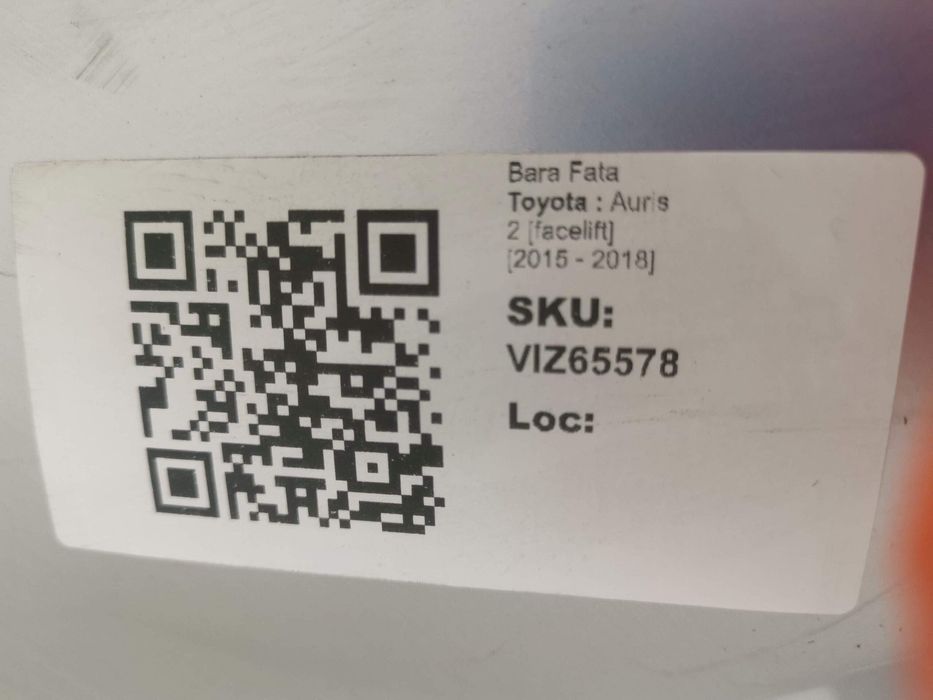 Bara Fata
Toyota : Auris
2 [facelift]
[2015 - 2018]
SKU:
VIZ65578
Loc: